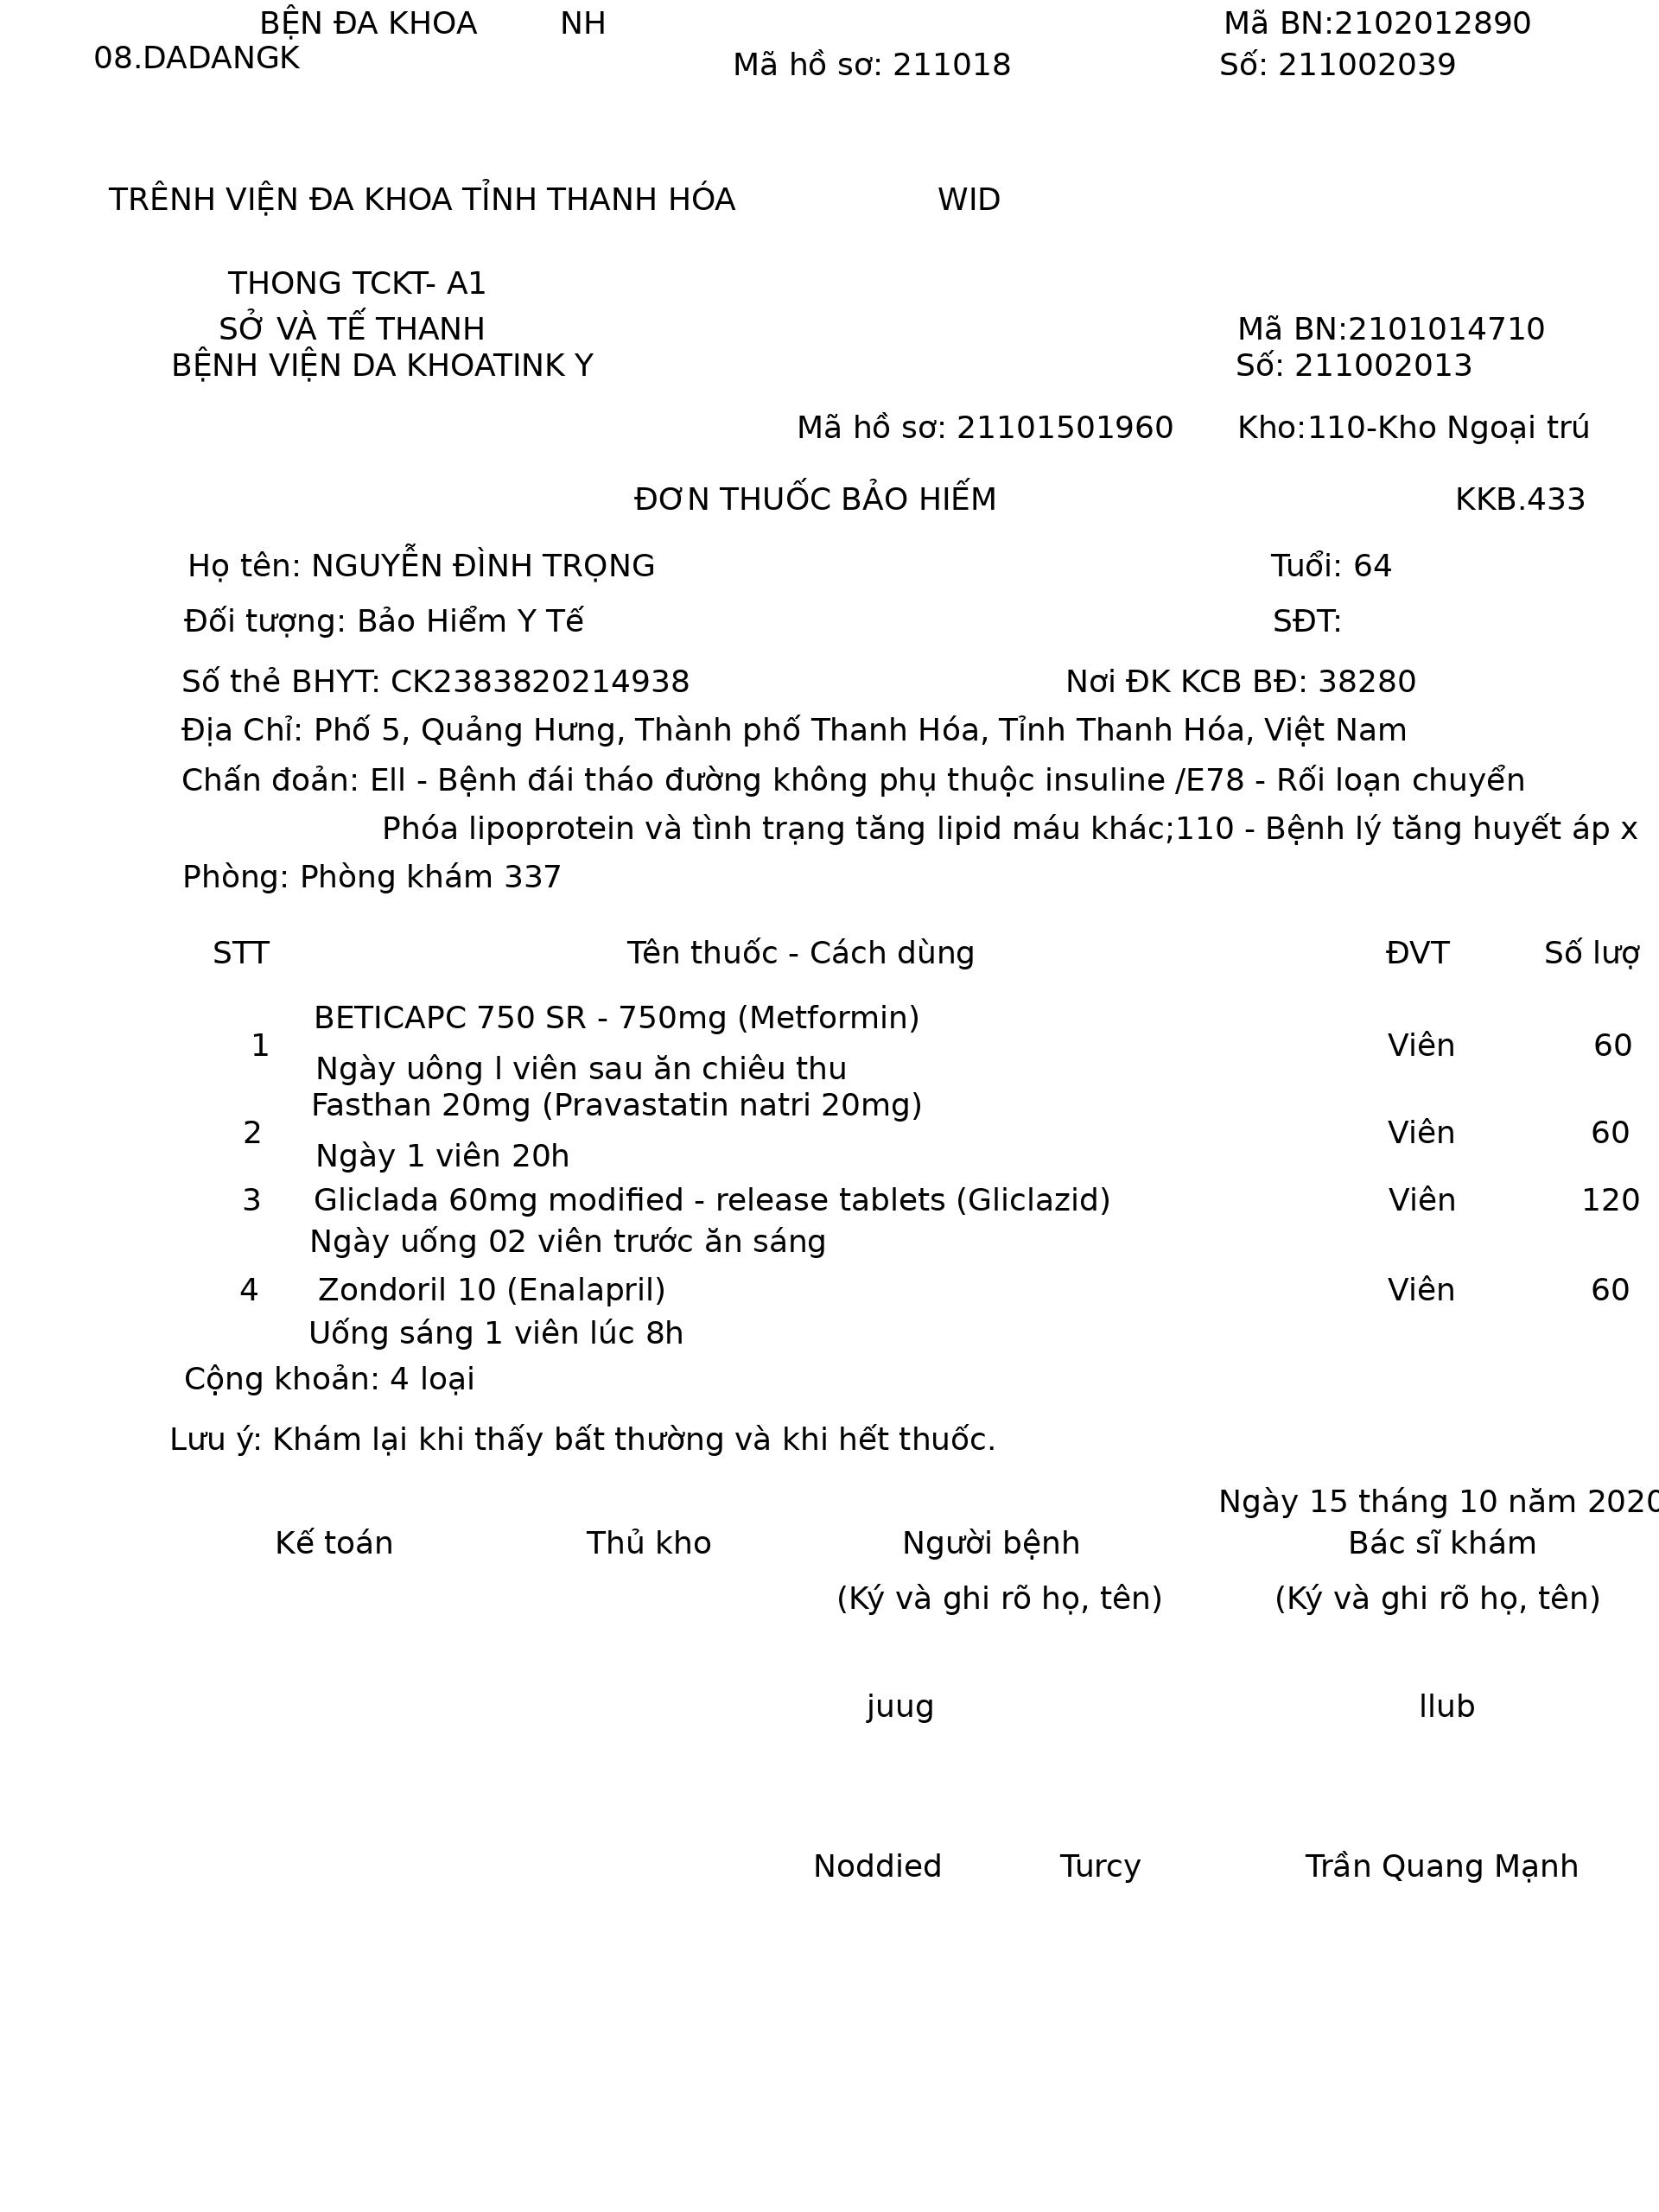 BỆN ĐA KHOA NH Mã BN:2102012890
08.DADANGK Mã hồ sơ: 211018 Số: 211002039
TRÊNH VIỆN ĐA KHOA TỈNH THANH HÓA WID
THONG TCKT- A1
SỞ VÀ TẾ THANH Mã BN:2101014710
BỆNH VIỆN DA KHOATINK Y Số: 211002013
Mã hồ sơ: 21101501960 Kho:110-Kho Ngoại trú
ĐƠN THUỐC BẢO HIẾM KKB.433
Họ tên: NGUYỄN ĐÌNH TRỌNG Tuổi: 64
Đối tượng: Bảo Hiểm Y Tế SĐT:
Số thẻ BHYT: CK2383820214938 Nơi ĐK KCB BĐ: 38280
Địa Chỉ: Phố 5, Quảng Hưng, Thành phố Thanh Hóa, Tỉnh Thanh Hóa, Việt Nam
Chấn đoản: Ell - Bệnh đái tháo đường không phụ thuộc insuline /E78 - Rối loạn chuyển
Phóa lipoprotein và tình trạng tăng lipid máu khác;110 - Bệnh lý tăng huyết áp x
Phòng: Phòng khám 337
STT Tên thuốc - Cách dùng ĐVT Số lượ
BETICAPC 750 SR - 750mg (Metformin)
1 Viên 60
Ngày uông l viên sau ăn chiêu thu
Fasthan 20mg (Pravastatin natri 20mg)
2 Viên 60
Ngày 1 viên 20h
3 Gliclada 60mg modified - release tablets (Gliclazid) Viên 120
Ngày uống 02 viên trước ăn sáng
4 Zondoril 10 (Enalapril) Viên 60
Uống sáng 1 viên lúc 8h
Cộng khoản: 4 loại
Lưu ý: Khám lại khi thấy bất thường và khi hết thuốc.
Ngày 15 tháng 10 năm 2020
Kế toán Thủ kho Người bệnh Bác sĩ khám
(Ký và ghi rõ họ, tên) (Ký và ghi rõ họ, tên)
juug llub
Noddied Turcy Trần Quang Mạnh